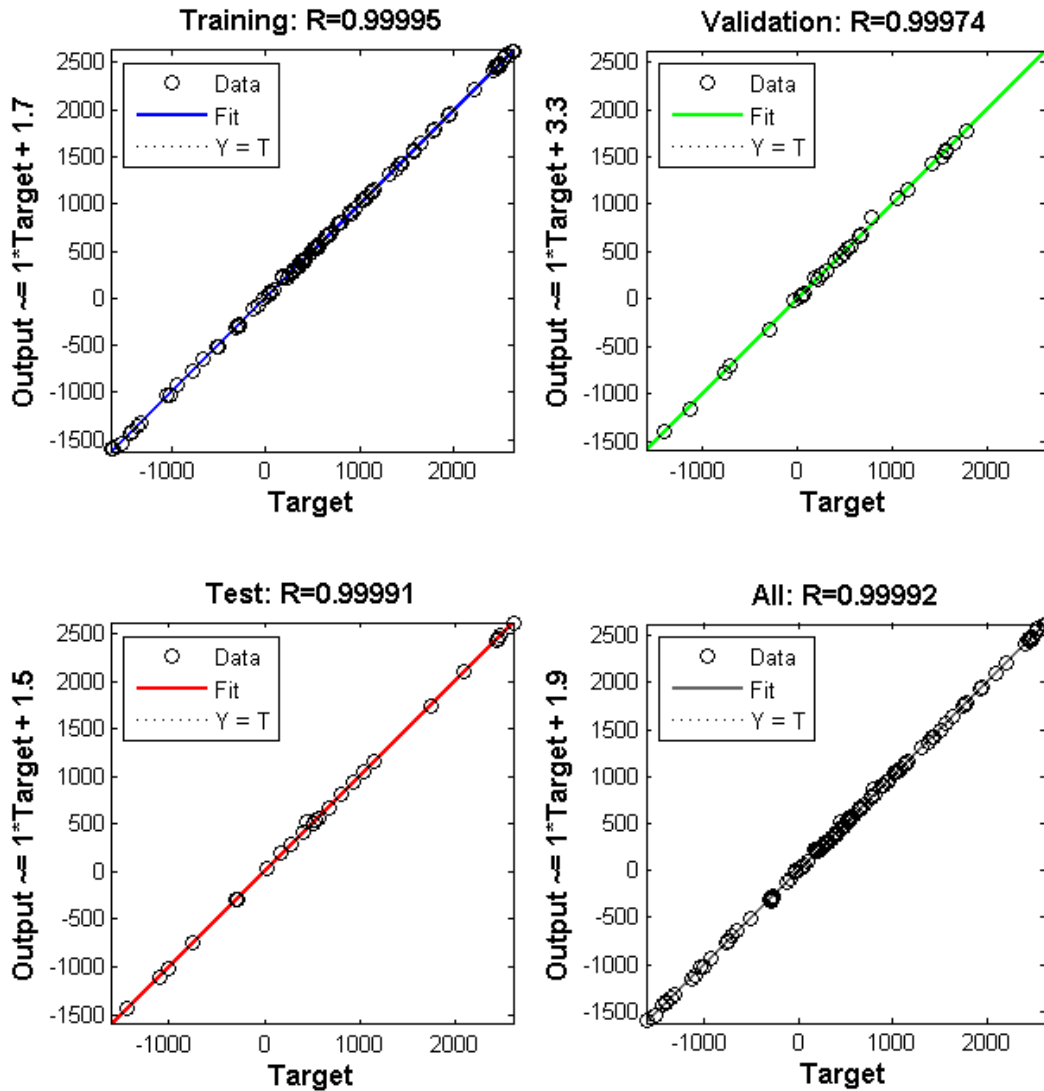 Training: R=0.99995
Output ~= 1*Target + 1.7
2500
2000
1500
1000
500
0
-500
-1000
-1500
Data
Fit
Y = T
-1000 0 1000 2000
Target
Validation: R=0.99974
Output ~= 1*Target + 3.3
2500
2000
1500
1000
500
0
-500
-1000
-1500
Data
Fit
Y = T
-1000 0 1000 2000
Target
Test: R=0.99991
Output ~= 1*Target + 1.5
2500
2000
1500
1000
500
0
-500
-1000
-1500
Data
Fit
Y = T
-1000 0 1000 2000
Target
All: R=0.99992
Output ~= 1*Target + 1.9
2500
2000
1500
1000
500
0
-500
-1000
-1500
Data
Fit
Y = T
-1000 0 1000 2000
Target